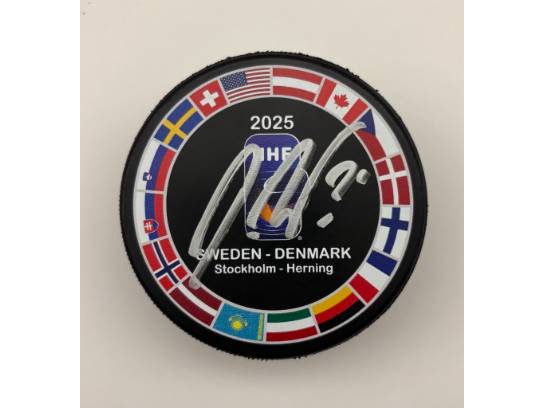 2025
IIHF
SWEDEN - DENMARK
Stockholm - Herning